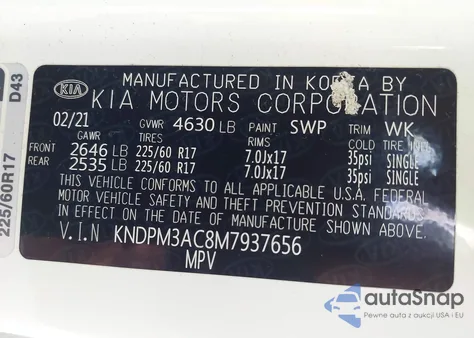 225/60R17 D43
KIA
MANUFACTURED IN KOREA BY
KIA MOTORS CORPORATION
02/21 GVWR 4630 LB PAINT SWP TRIM WK
GAWR TIRES RIMS COLD TIRE INFL
FRONT 2646 LB 225/60 R17 7.0Jx17 35psi SINGLE
REAR 2535 LB 225/60 R17 7.0Jx17 35psi SINGLE
THIS VEHICLE CONFORMS TO ALL APPLICABLE U.S.A. FEDERAL
MOTOR VEHICLE SAFETY AND THEFT PREVENTION STANDARDS
IN EFFECT ON THE DATE OF MANUFACTURE SHOWN ABOVE.
V.I.N KNDPM3AC8M7937656
MPV
autoSnap
Pewne auta z aukcji USA i EU